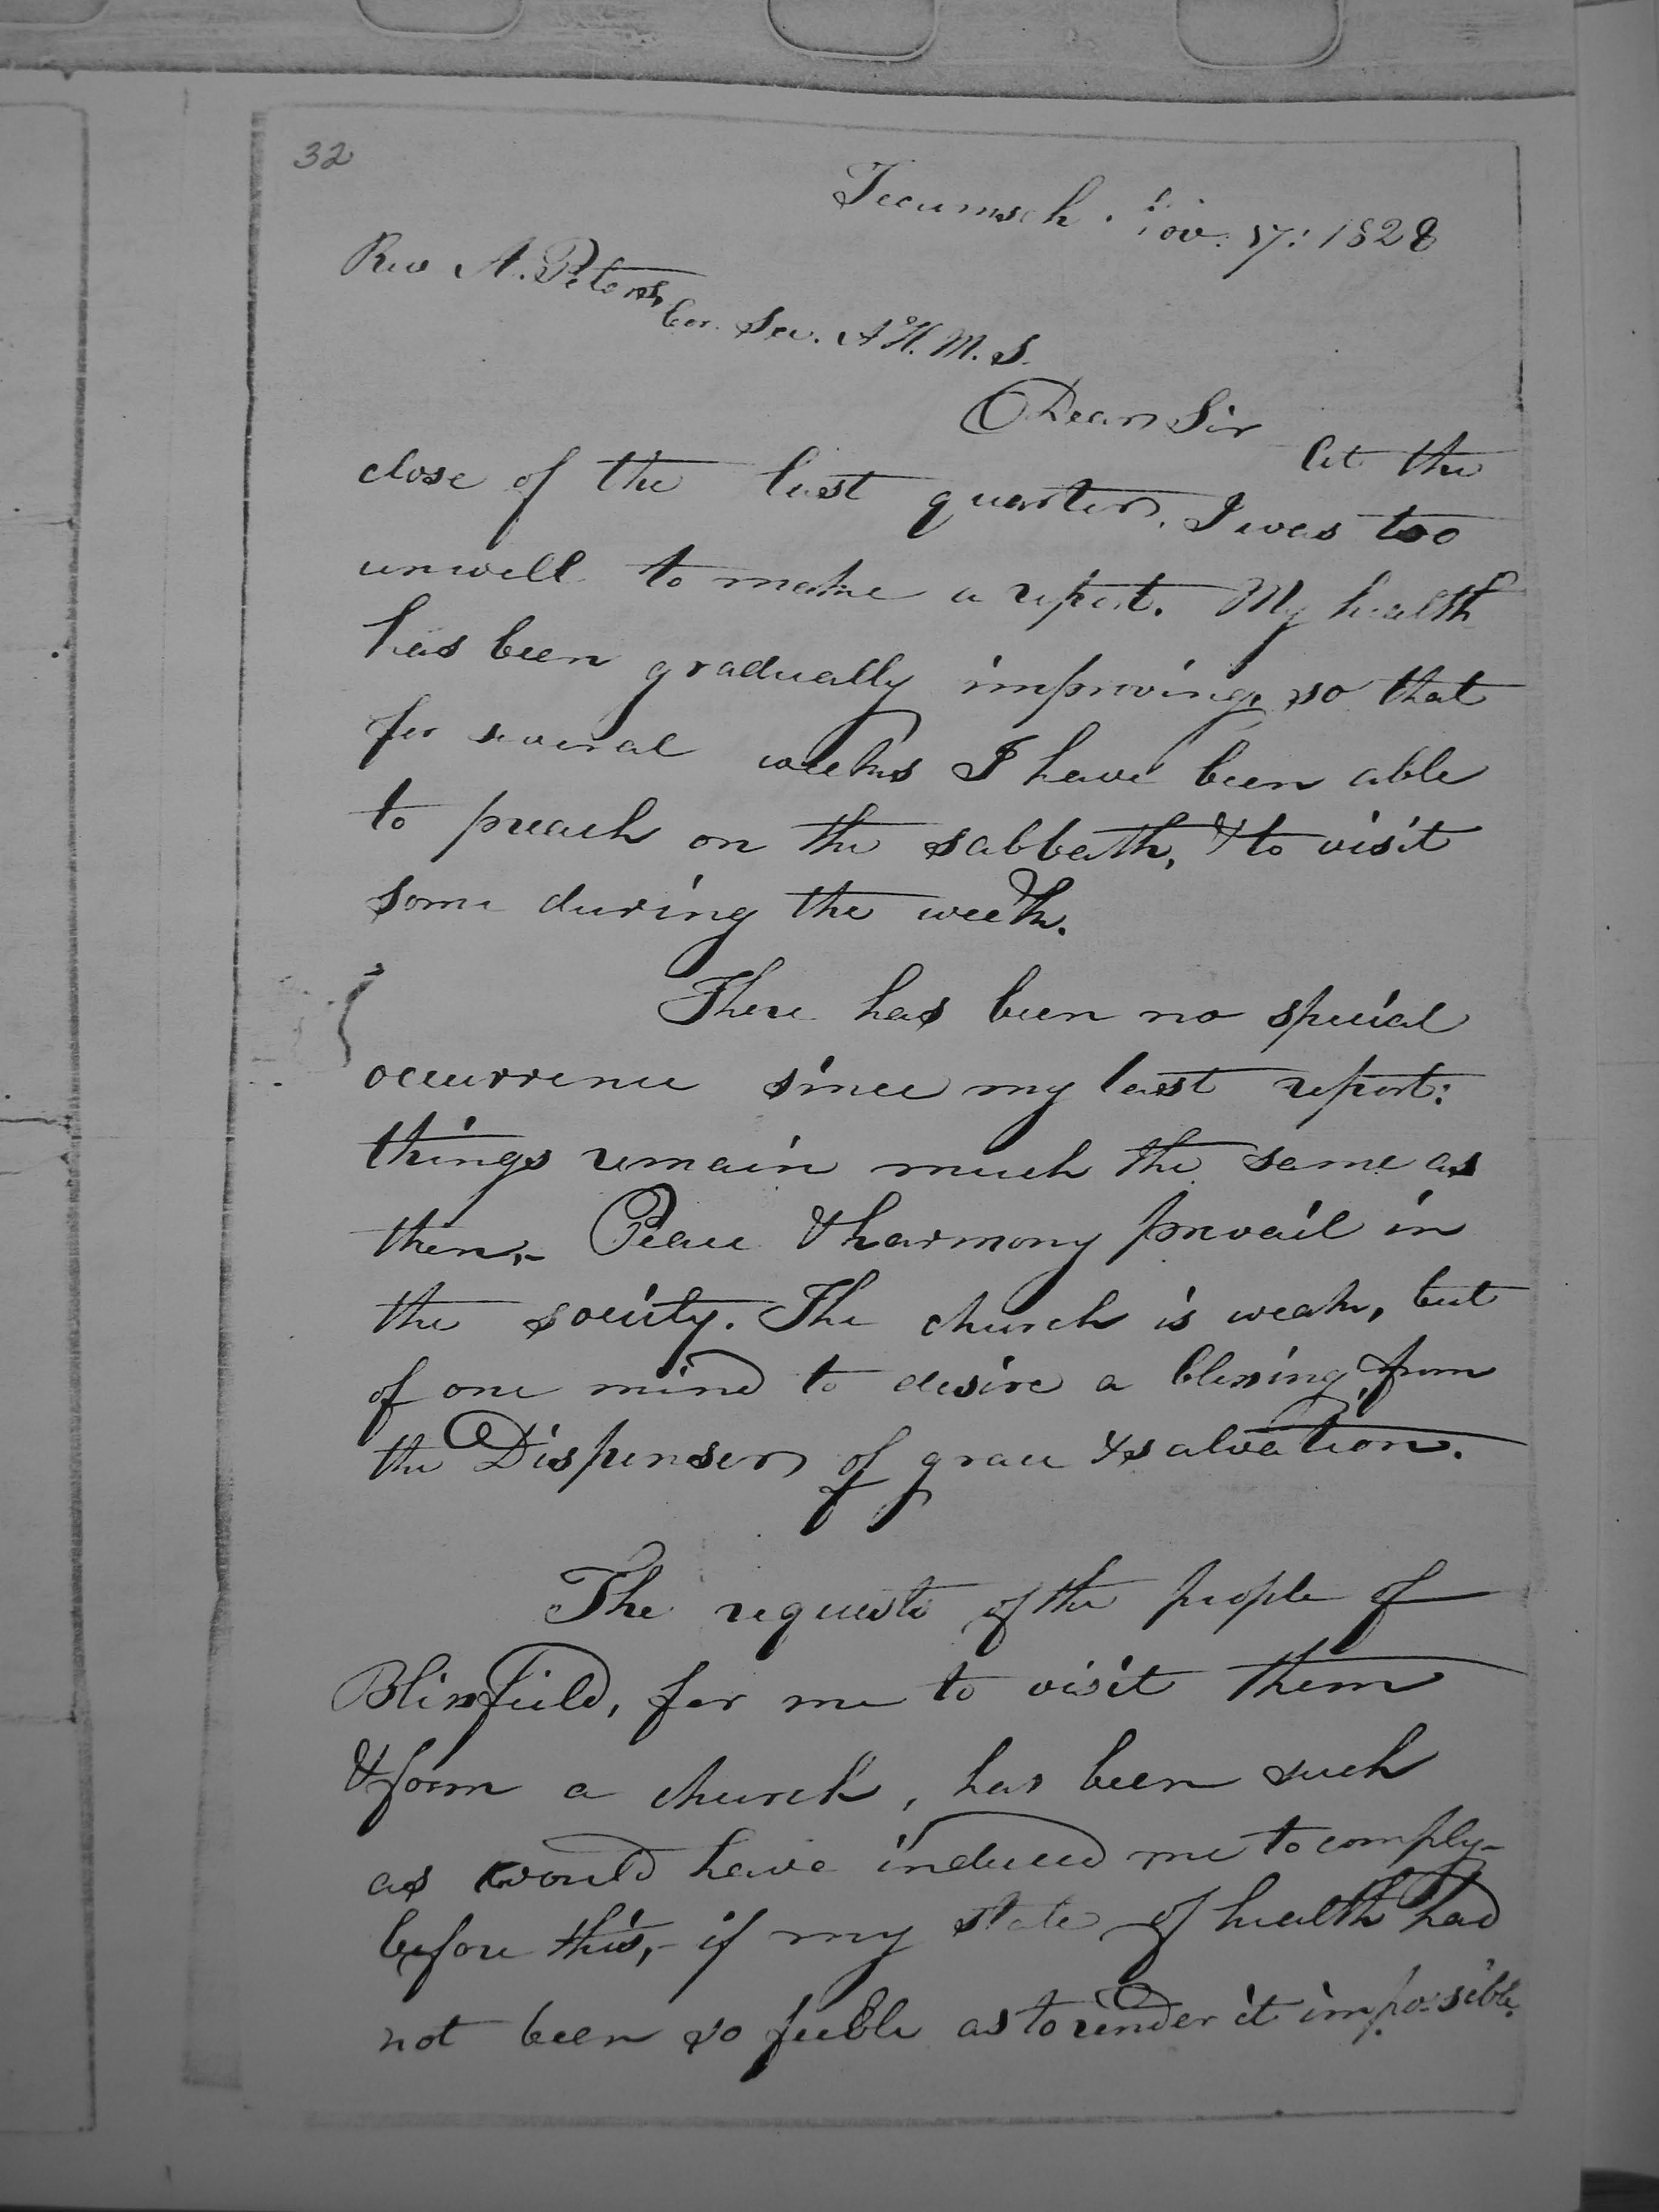 32
Tecumseh. Nov. 17: 1828
Rev A. Peters,
Cor. Sec. A.H.M.S.
Dear Sir
At the
close of the last quarter, I was too
unwell to make a report. My health
has been gradually improving, so that
for several weeks I have been able
to preach on the sabbath, & to visit
some during the week.
There has been no special
occurrence since my last report:
things remain much the same as
then,- Peace & harmony prevail in
the society. The church is weak, but
of one mind to desire a blessing from
the Dispenser of grace & salvation.
The requests of the people of
Blissfield, for me to visit them
& form a church, has been such
as would have induced me to comply-
before this,- if my state of health had
not been so feeble as to render it impossible.